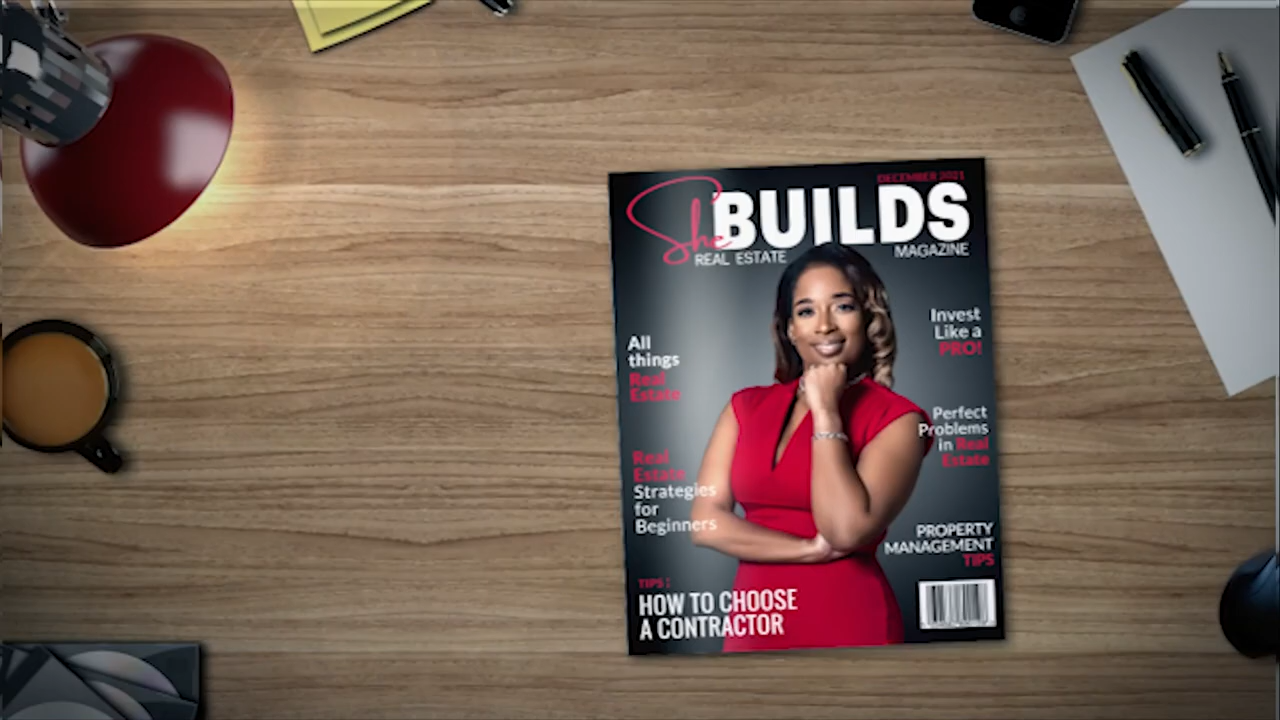 DECEMBER 2021
She BUILDS
REAL ESTATE MAGAZINE
All
things
Real
Estate
Real
Estate
Strategies
for
Beginners
TIPS :
HOW TO CHOOSE
A CONTRACTOR
Invest
Like a
PRO!
Perfect
Problems
in Real
Estate
PROPERTY
MANAGEMENT
TIPS